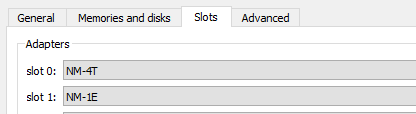 General Memories and disks Slots Advanced
Adapters
slot 0: NM-4T
slot 1: NM-1E